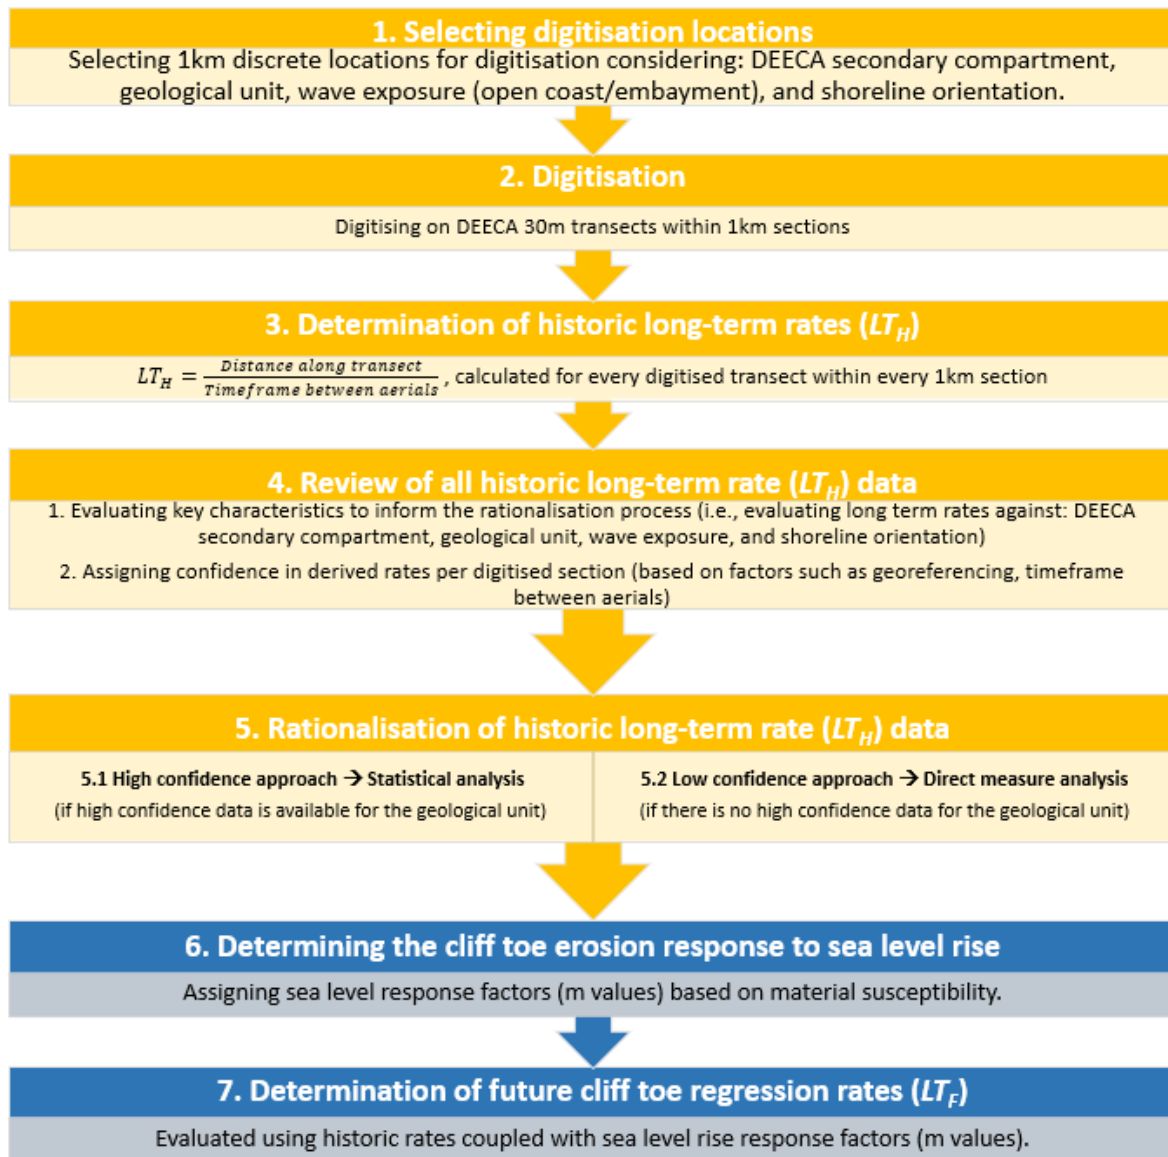 1. Selecting digitisation locations
Selecting 1km discrete locations for digitisation considering: DEECA secondary compartment,
geological unit, wave exposure (open coast/embayment), and shoreline orientation.
2. Digitisation
Digitising on DEECA 30m transects within 1km sections
3. Determination of historic long-term rates (LT_H)
LT_H = Distance along transect / Timeframe between aerials, calculated for every digitised transect within every 1km section
4. Review of all historic long-term rate (LT_H) data
1. Evaluating key characteristics to inform the rationalisation process (i.e., evaluating long term rates against: DEECA
secondary compartment, geological unit, wave exposure, and shoreline orientation)
2. Assigning confidence in derived rates per digitised section (based on factors such as georeferencing, timeframe
between aerials)
5. Rationalisation of historic long-term rate (LT_H) data
5.1 High confidence approach → Statistical analysis
(if high confidence data is available for the geological unit)
5.2 Low confidence approach → Direct measure analysis
(if there is no high confidence data for the geological unit)
6. Determining the cliff toe erosion response to sea level rise
Assigning sea level response factors (m values) based on material susceptibility.
7. Determination of future cliff toe regression rates (LT_F)
Evaluated using historic rates coupled with sea level rise response factors (m values).